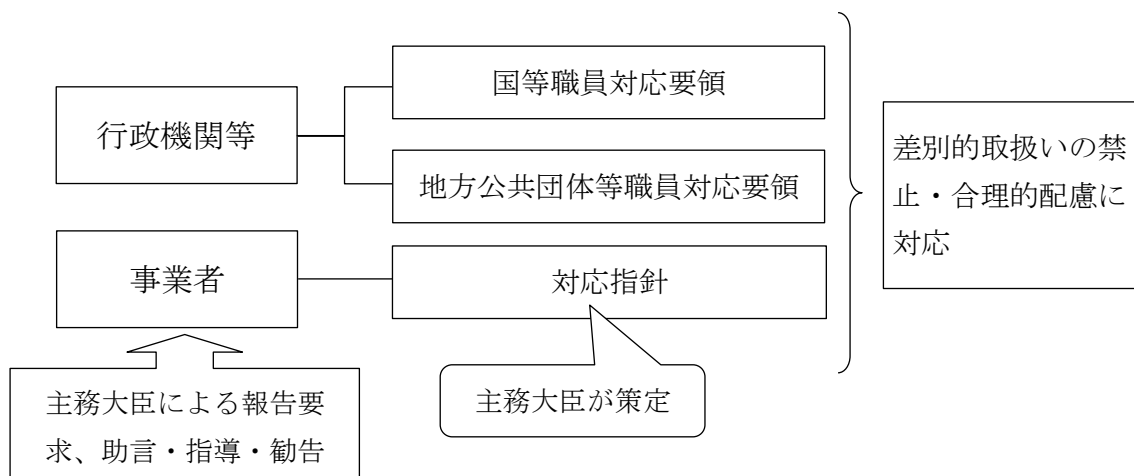 行政機関等
国等職員対応要領
地方公共団体等職員対応要領
事業者
対応指針
主務大臣が策定
主務大臣による報告要
求、助言・指導・勧告
差別的取扱いの禁
止・合理的配慮に
対応